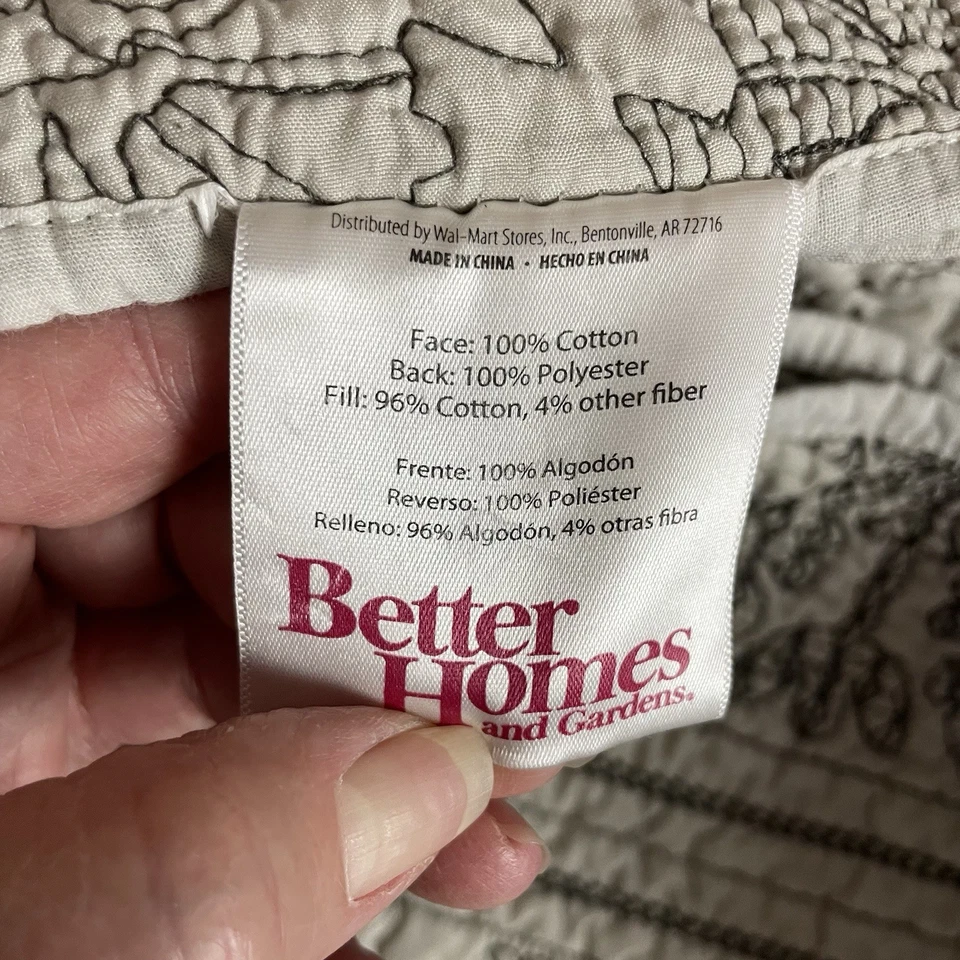 Distributed by Wal-Mart Stores, Inc., Bentonville, AR 72716
MADE IN CHINA • HECHO EN CHINA
Face: 100% Cotton
Back: 100% Polyester
Fill: 96% Cotton, 4% other fiber
Frente: 100% Algodón
Reverso: 100% Poliéster
Relleno: 96% Algodón, 4% otras fibra
Better
Homes
and Gardens®